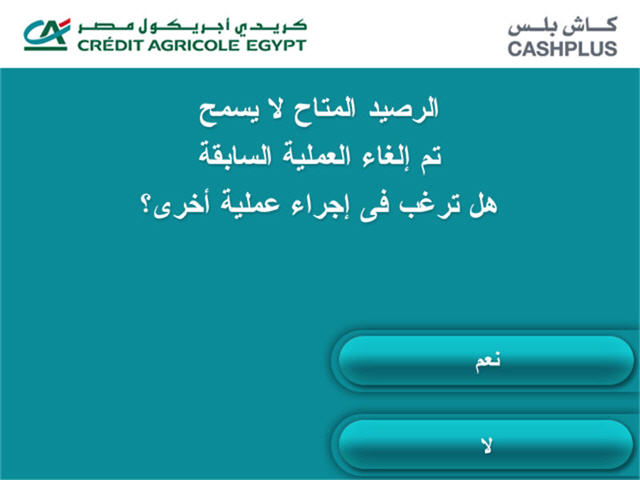 كريدي أجريكول مصر
CRÉDIT AGRICOLE EGYPT
كاش بلس
CASHPLUS
الرصيد المتاح لا يسمح
تم إلغاء العملية السابقة
هل ترغب فى إجراء عملية أخرى؟
نعم
لا